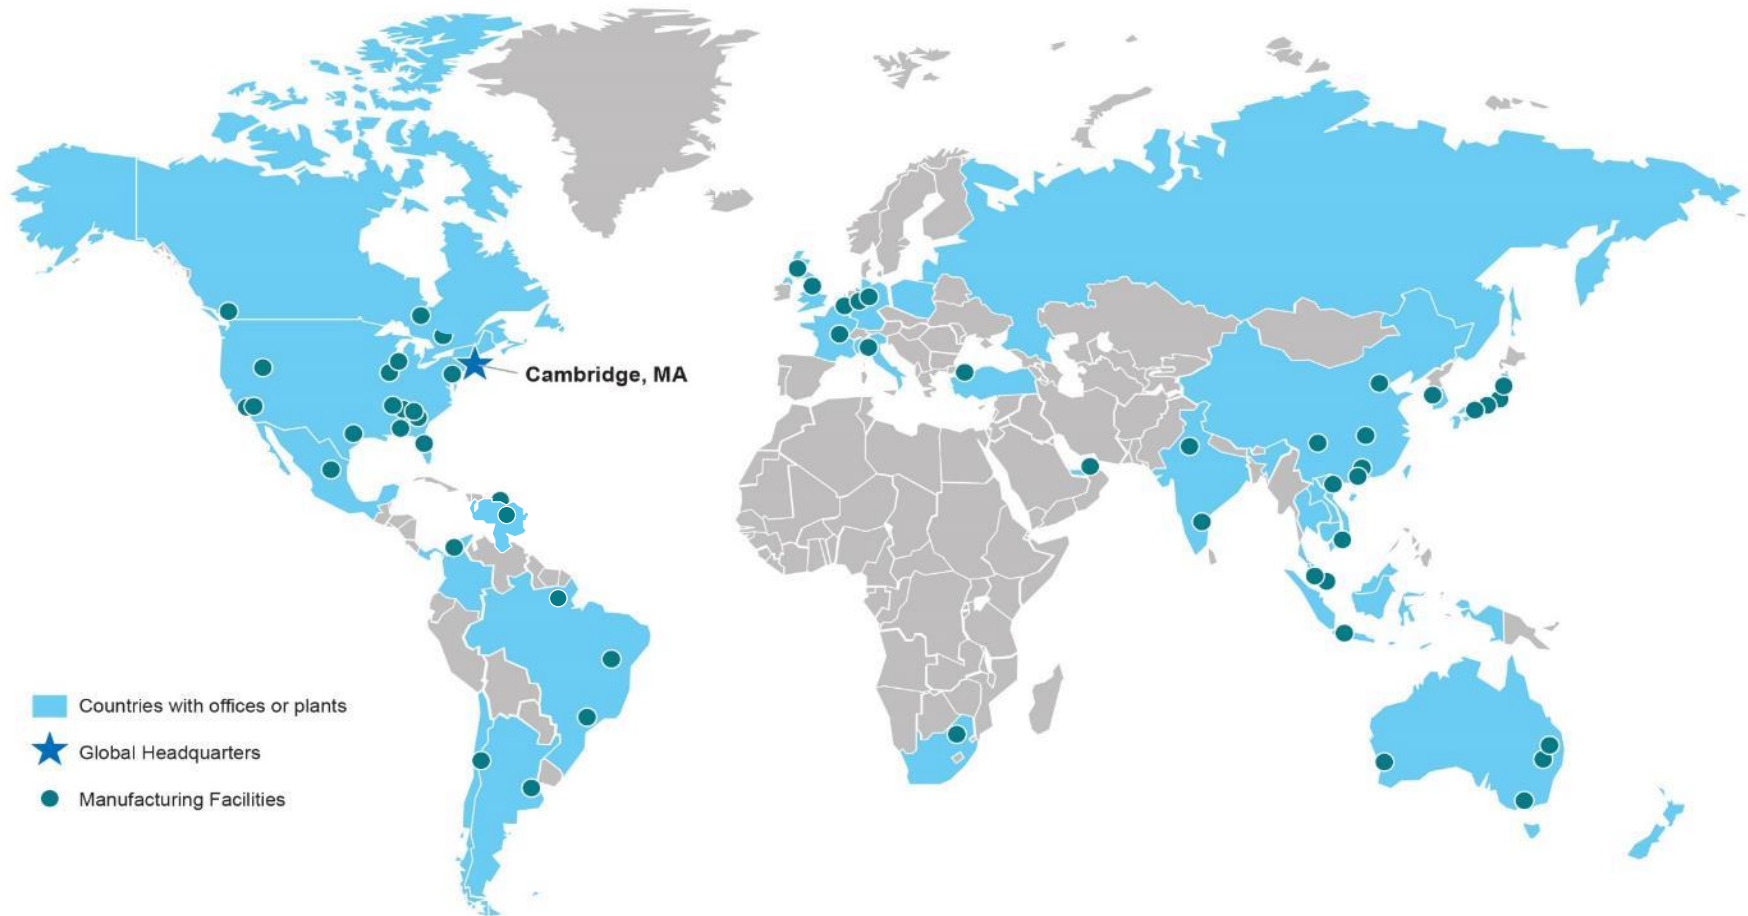 Cambridge, MA
Countries with offices or plants
Global Headquarters
Manufacturing Facilities